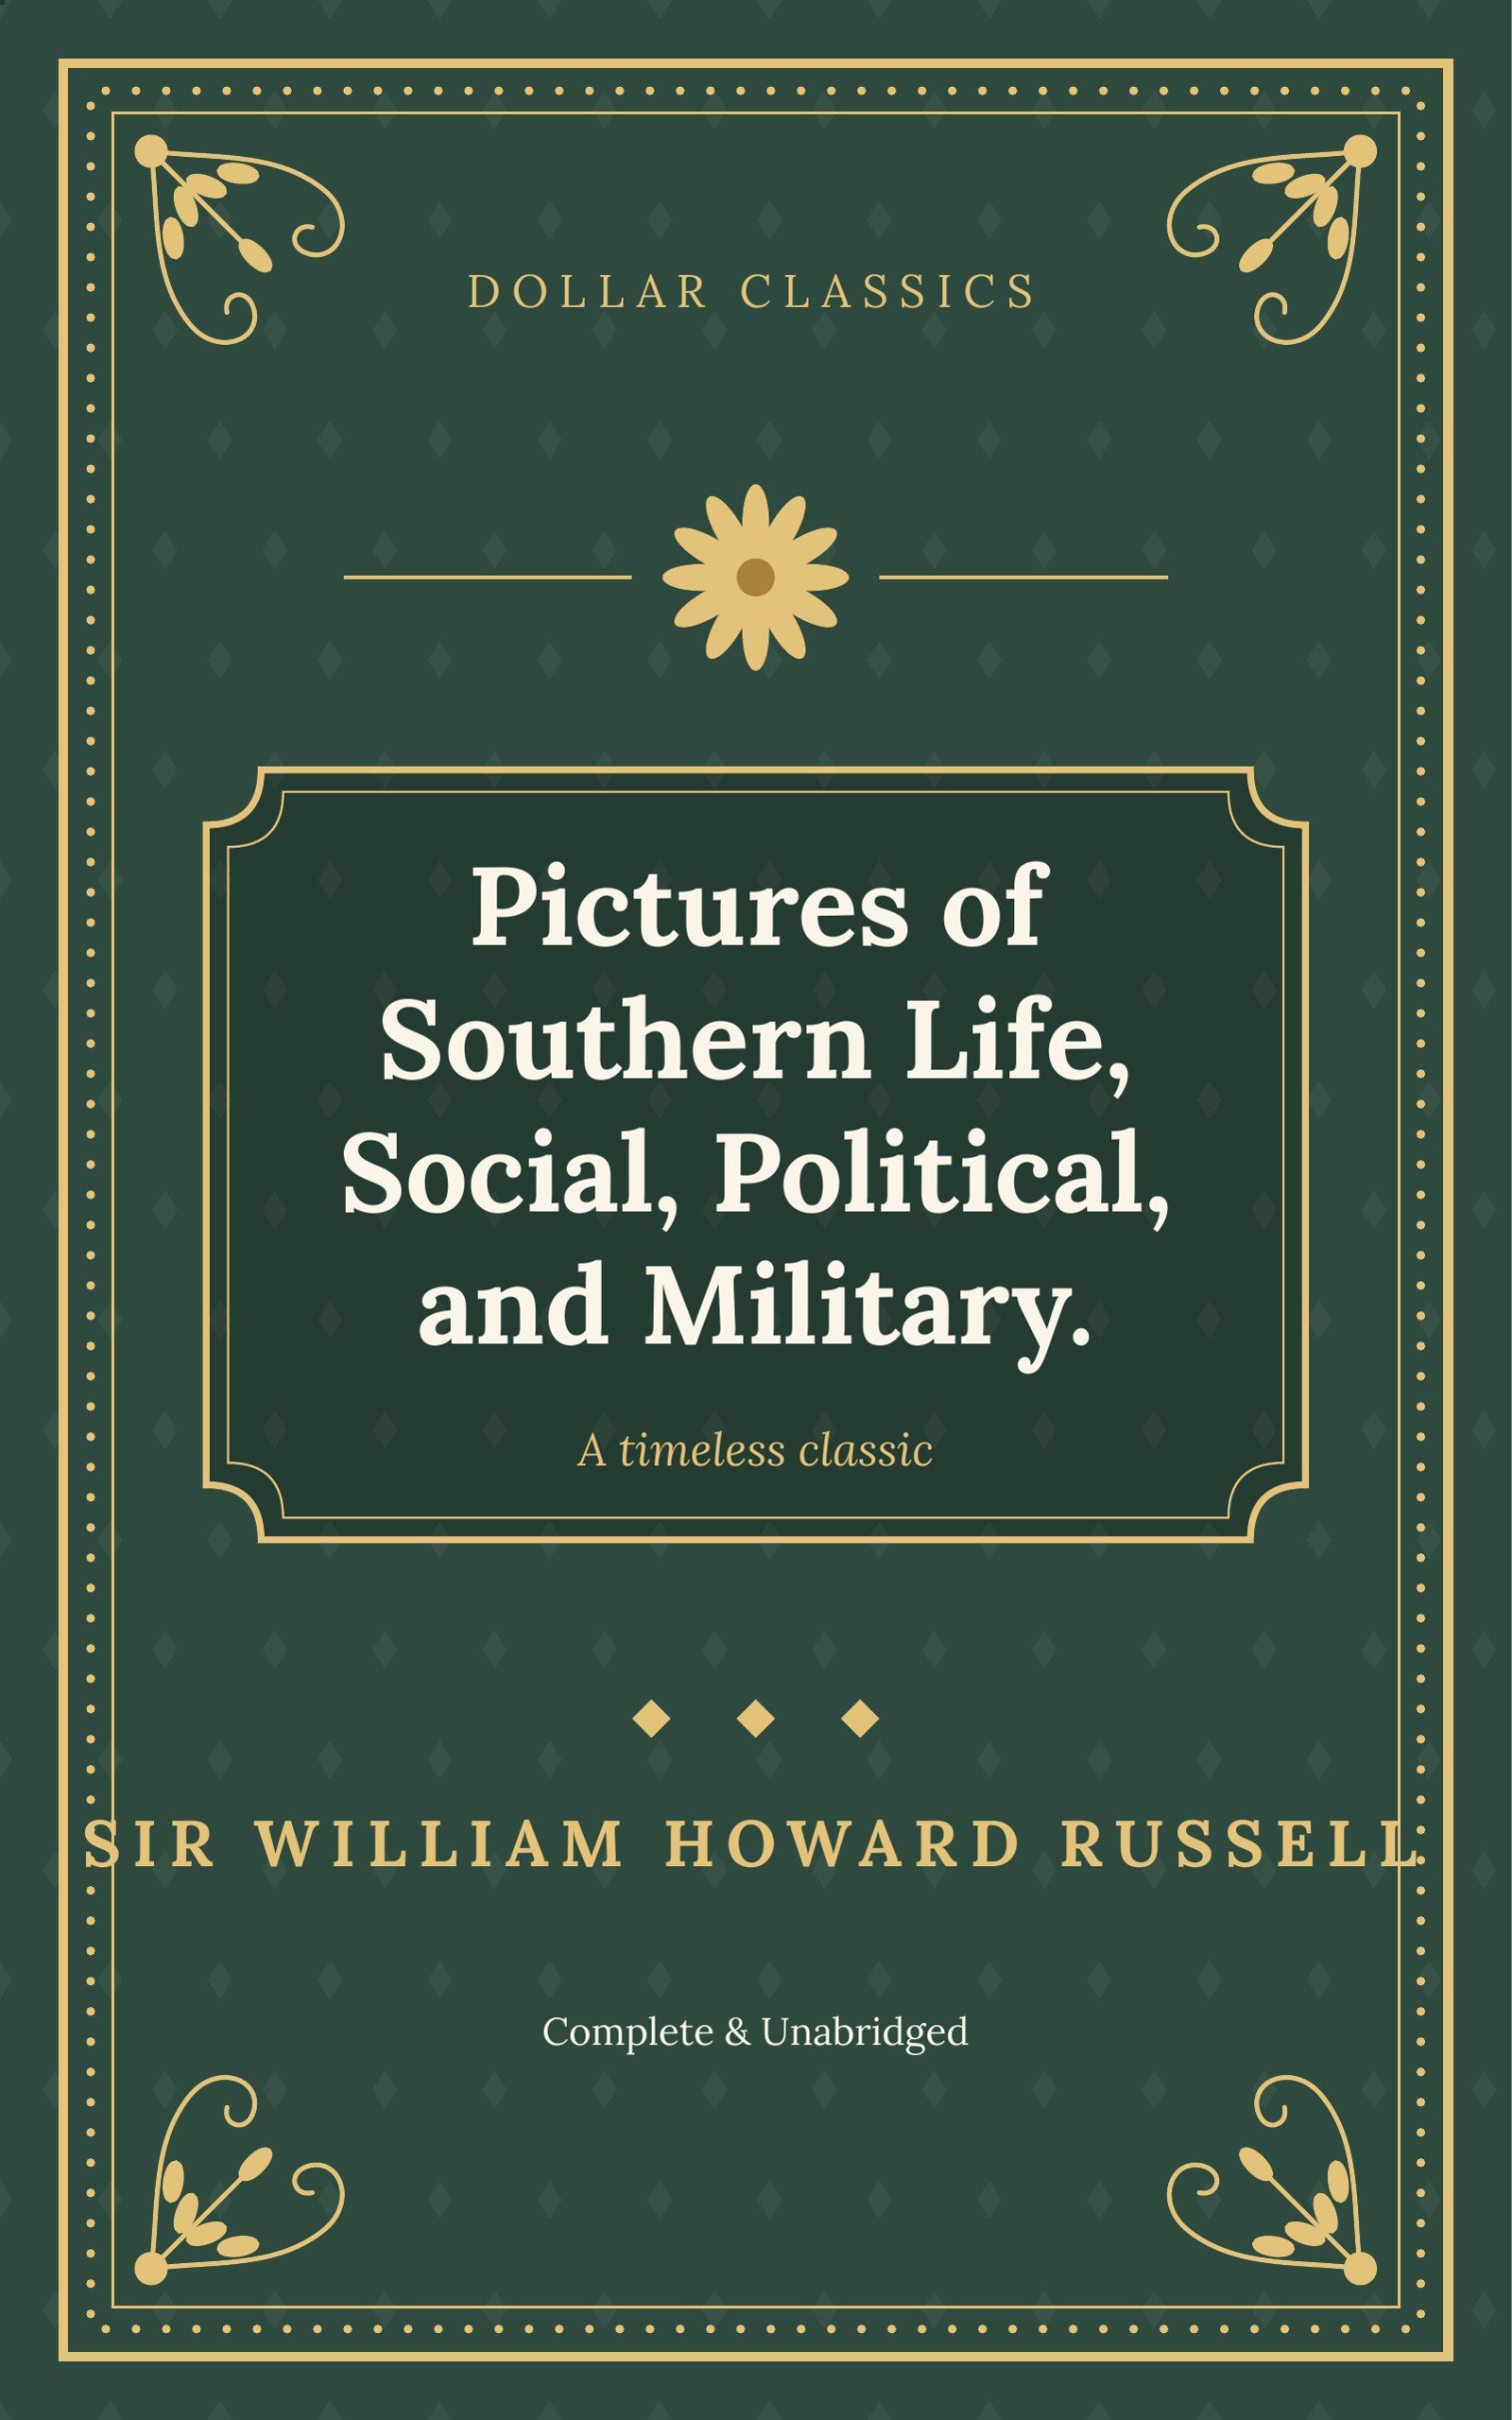 DOLLAR CLASSICS
Pictures of
Southern Life,
Social, Political,
and Military.
A timeless classic
SIR WILLIAM HOWARD RUSSELL
Complete & Unabridged